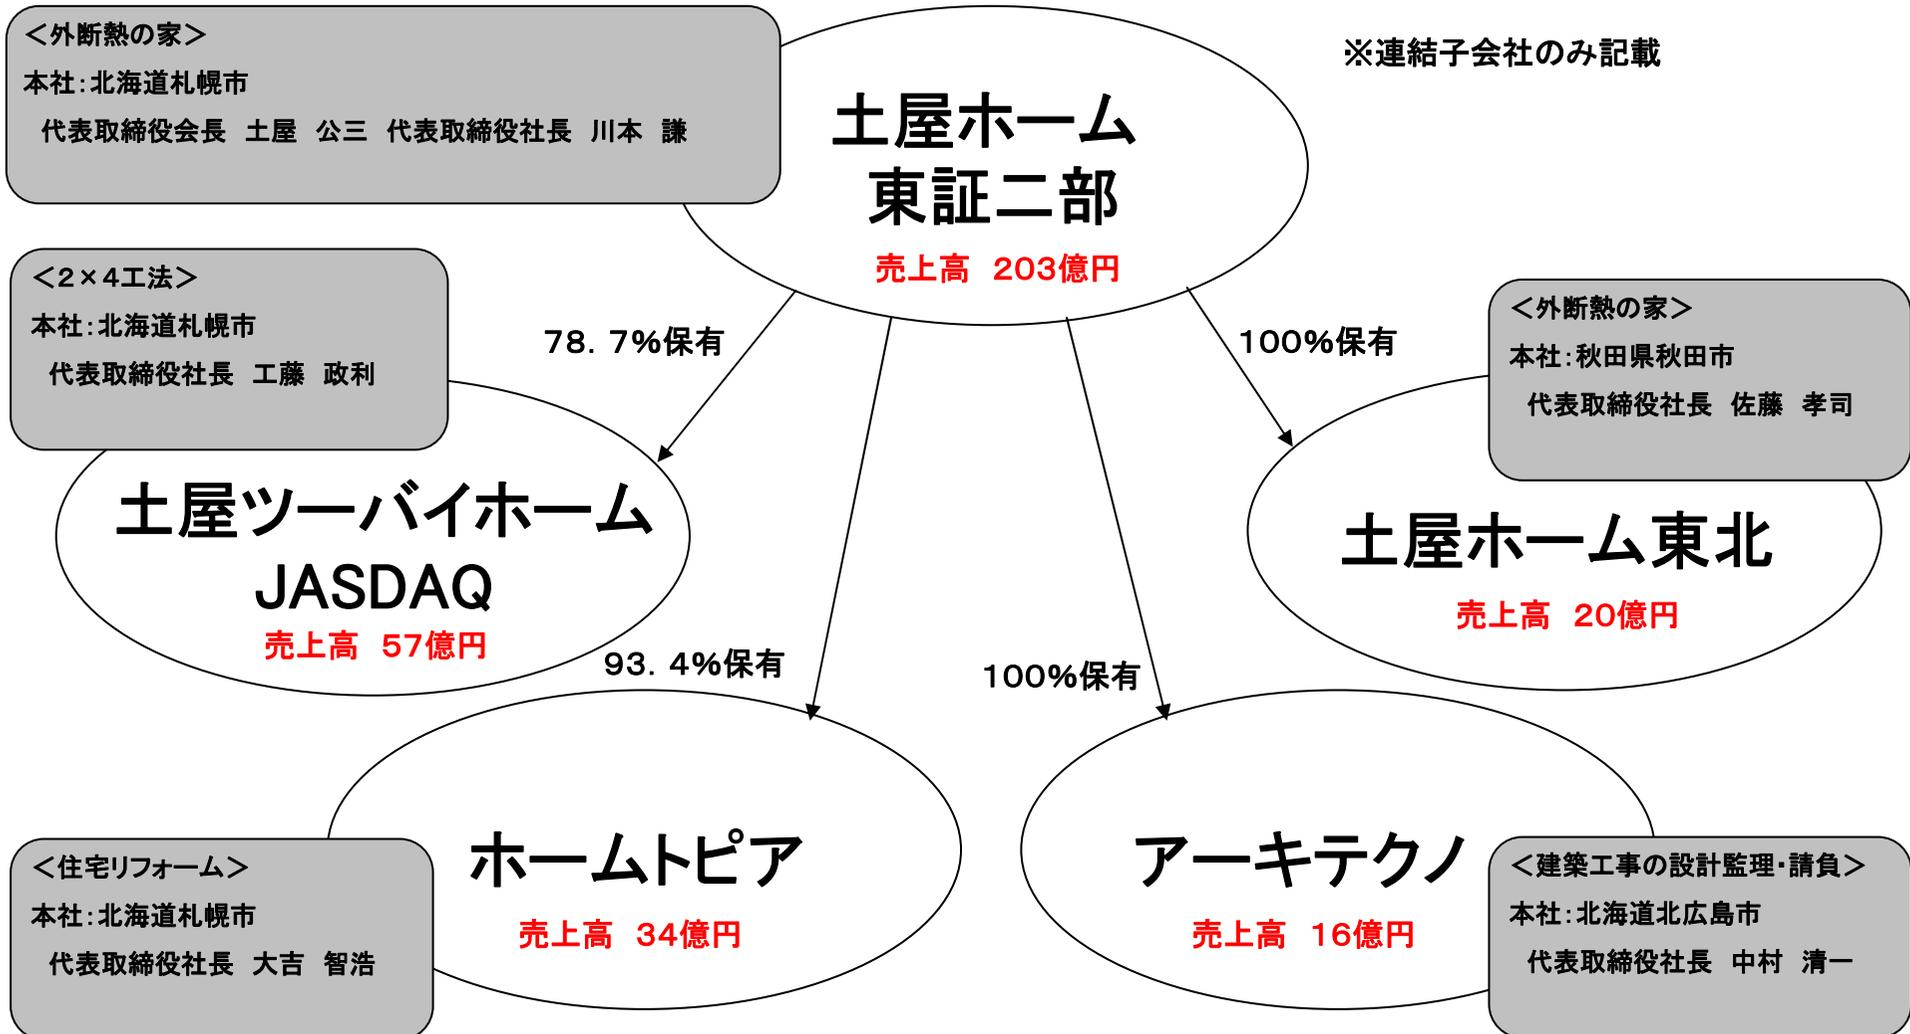 ＜外断熱の家＞
本社：北海道札幌市
代表取締役会長　土屋　公三　代表取締役社長　川本　謙
※連結子会社のみ記載
土屋ホーム
東証二部
売上高　203億円
＜2×4工法＞
本社：北海道札幌市
代表取締役社長　工藤　政利
78．7%保有
100%保有
＜外断熱の家＞
本社：秋田県秋田市
代表取締役社長　佐藤　孝司
土屋ツーバイホーム
JASDAQ
売上高　57億円
土屋ホーム東北
売上高　20億円
93．4%保有
100%保有
ホームトピア
売上高　34億円
アーキテクノ
売上高　16億円
＜住宅リフォーム＞
本社：北海道札幌市
代表取締役社長　大吉　智浩
＜建築工事の設計監理・請負＞
本社：北海道北広島市
代表取締役社長　中村　清一